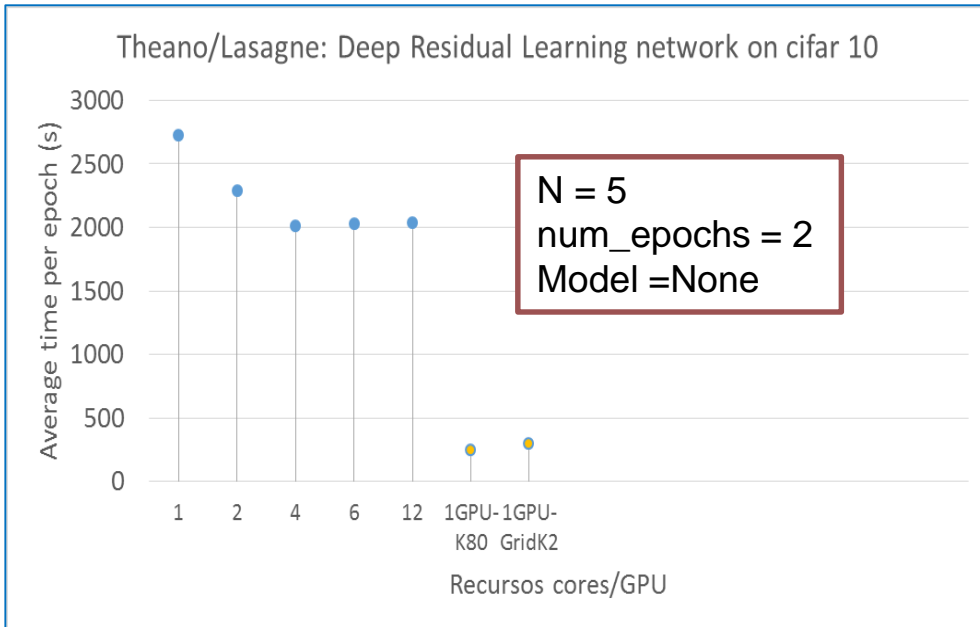 Theano/Lasagne: Deep Residual Learning network on cifar 10
Average time per epoch (s)
3000
2500
2000
1500
1000
500
0
N = 5
num_epochs = 2
Model =None
1 2 4 6 12 1GPU- 1GPU-
K80 GridK2
Recursos cores/GPU